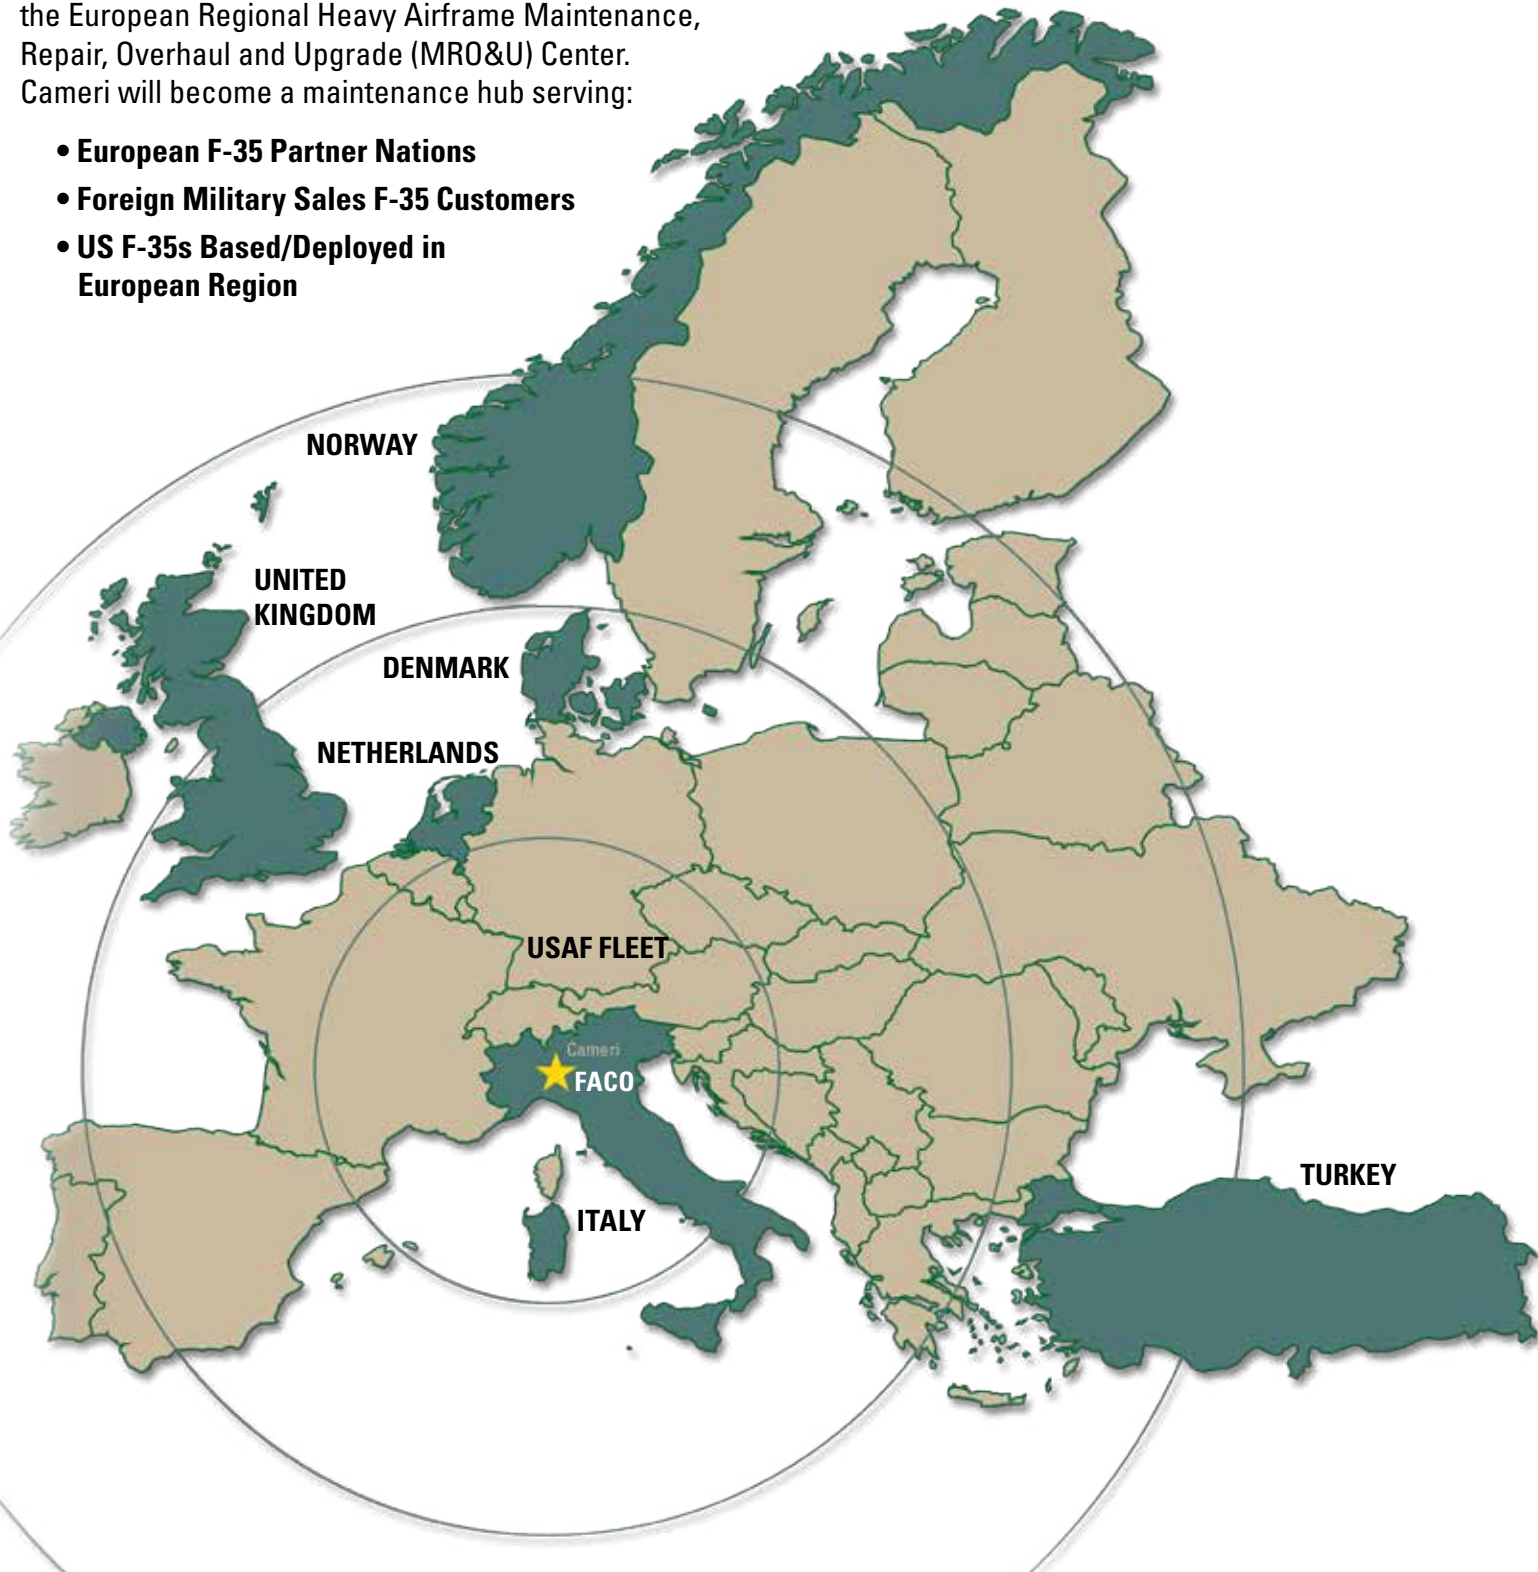 the European Regional Heavy Airframe Maintenance,
Repair, Overhaul and Upgrade (MRO&U) Center.
Cameri will become a maintenance hub serving:
• European F-35 Partner Nations
• Foreign Military Sales F-35 Customers
• US F-35s Based/Deployed in
European Region
NORWAY
UNITED
KINGDOM
DENMARK
NETHERLANDS
USAF FLEET
Cameri
FACO
TURKEY
ITALY